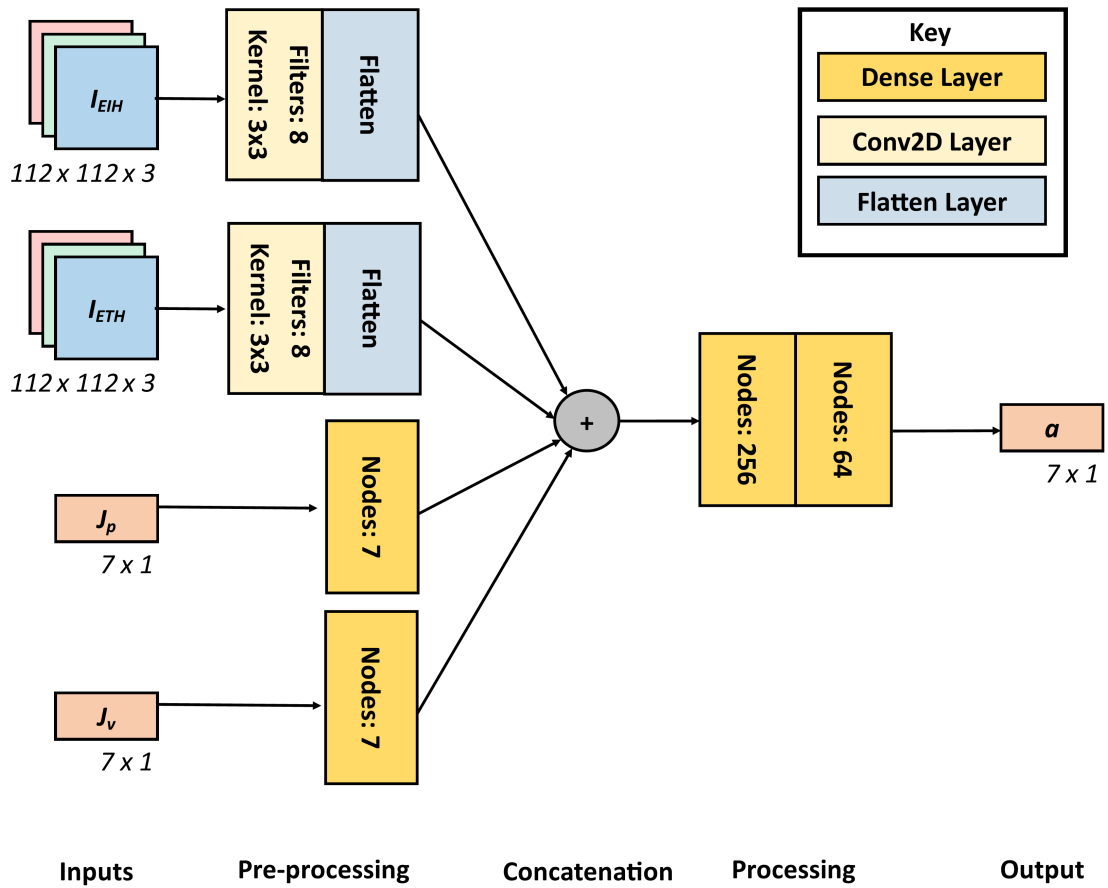 I_EIH
112 x 112 x 3
Filters: 8
Kernel: 3x3
Flatten
Key
Dense Layer
Conv2D Layer
Flatten Layer
I_ETH
112 x 112 x 3
Filters: 8
Kernel: 3x3
Flatten
J_p
7 x 1
Nodes: 7
J_v
7 x 1
Nodes: 7
+
Nodes: 256
Nodes: 64
a
7 x 1
Inputs
Pre-processing
Concatenation
Processing
Output